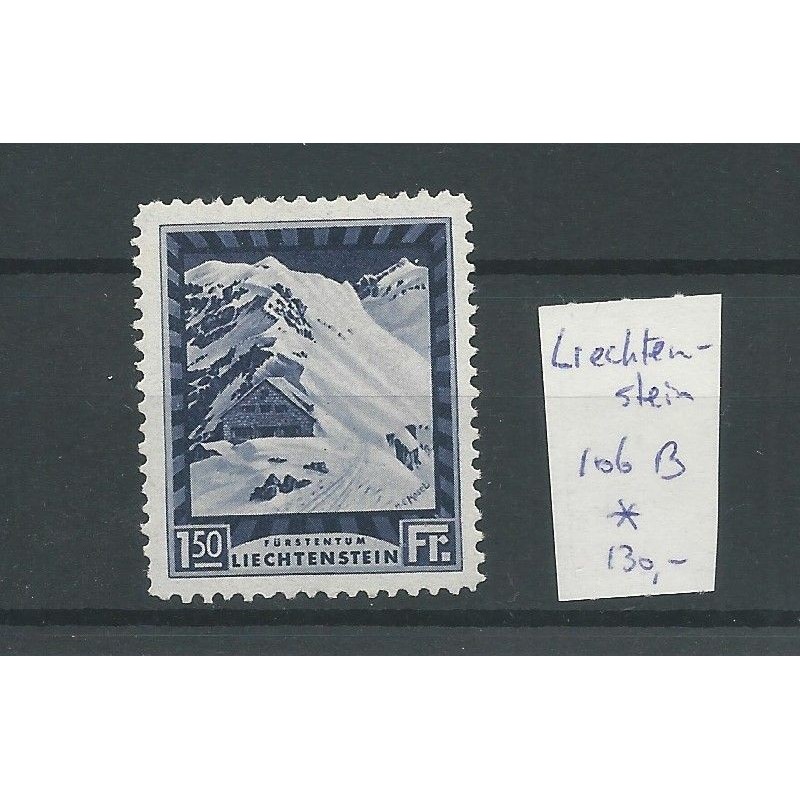 1.50
FÜRSTENTUM
LIECHTENSTEIN
Fr.
Liechten-
stein
106 B
*
130,-